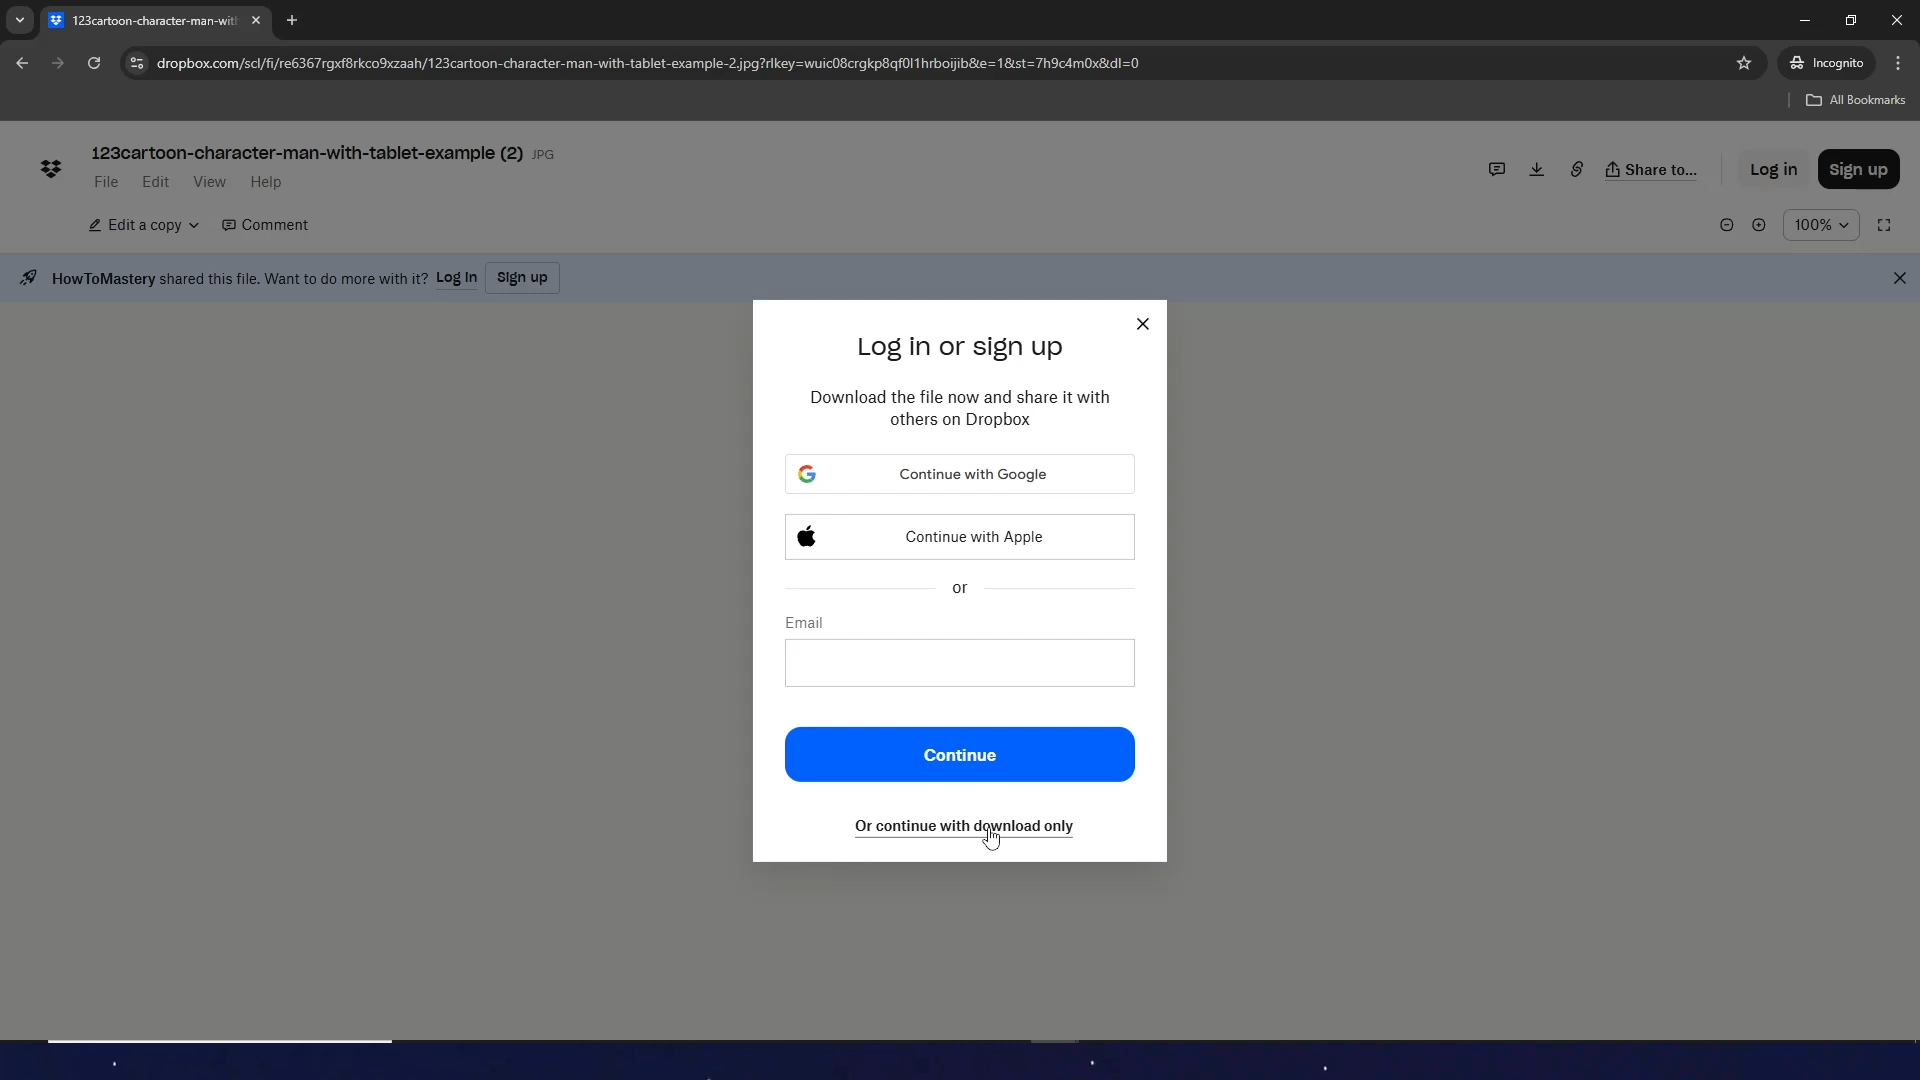 123cartoon-character-man-with
dropbox.com/scl/fi/re6367rgxf8rkco9xzaah/123cartoon-character-man-with-tablet-example-2.jpg?rlkey=wuic08crgkp8qf0l1hrboijib&e=1&st=7h9c4m0x&dl=0
Incognito
All Bookmarks
123cartoon-character-man-with-tablet-example (2) JPG
File Edit View Help
Share to...
Log in
Sign up
Edit a copy
Comment
100%
HowToMastery shared this file. Want to do more with it? Log in Sign up
Log in or sign up
Download the file now and share it with
others on Dropbox
Continue with Google
Continue with Apple
or
Email
Continue
Or continue with download only